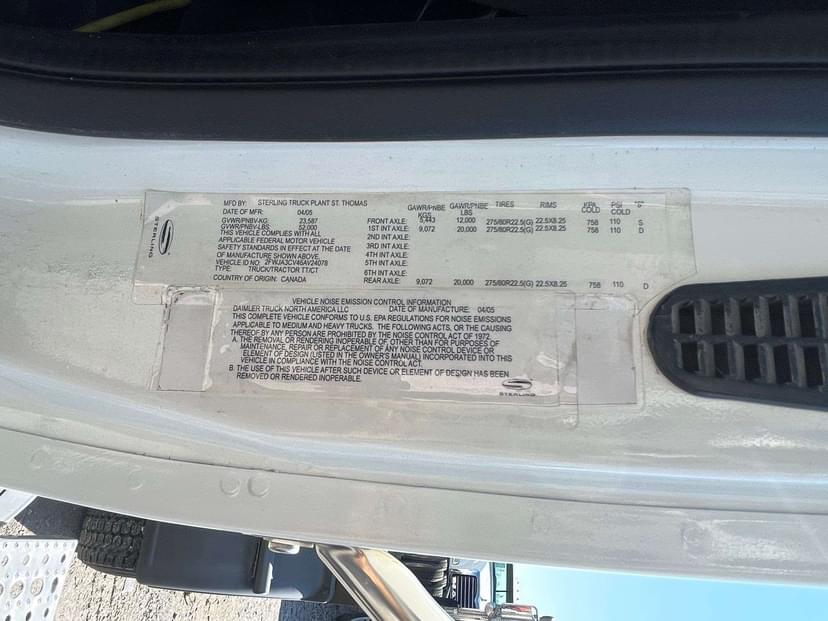 MFD BY: STERLING TRUCK PLANT ST. THOMAS
DATE OF MFR: 04/05
GVWR/PNBV-KG: 23,587
GVWR/PNBV-LBS: 52,000
THIS VEHICLE COMPLIES WITH ALL
APPLICABLE FEDERAL MOTOR VEHICLE
SAFETY STANDARDS IN EFFECT AT THE DATE
OF MANUFACTURE SHOWN ABOVE.
VEHICLE ID NO: 2FWJA3CV46AV24078
TYPE: TRUCK/TRACTOR TT/CT
COUNTRY OF ORIGIN: CANADA
GAWR/PNBE KGS GAWR/PNBE LBS TIRES RIMS KPA COLD PSI COLD
FRONT AXLE: 5,443 12,000 275/80R22.5(G) 22.5X8.25 758 110 S
1ST INT AXLE: 9,072 20,000 275/80R22.5(G) 22.5X8.25 758 110 D
2ND INT AXLE:
3RD INT AXLE:
4TH INT AXLE:
5TH INT AXLE:
6TH INT AXLE:
REAR AXLE: 9,072 20,000 275/80R22.5(G) 22.5X8.25 758 110 D
STERLING
VEHICLE NOISE EMISSION CONTROL INFORMATION
DAIMLER TRUCK NORTH AMERICA LLC DATE OF MANUFACTURE: 04/05
THIS COMPLETE VEHICLE CONFORMS TO U.S. EPA REGULATIONS FOR NOISE EMISSIONS
APPLICABLE TO MEDIUM AND HEAVY TRUCKS. THE FOLLOWING ACTS, OR THE CAUSING
THEREOF BY ANY PERSON ARE PROHIBITED BY THE NOISE CONTROL ACT OF 1972.
A. THE REMOVAL OR RENDERING INOPERABLE OF, OTHER THAN FOR PURPOSES OF
MAINTENANCE, REPAIR OR REPLACEMENT OF ANY NOISE CONTROL DEVICE OR
ELEMENT OF DESIGN (LISTED IN THE OWNER'S MANUAL) INCORPORATED INTO THIS
VEHICLE IN COMPLIANCE WITH THE NOISE CONTROL ACT.
B. THE USE OF THIS VEHICLE AFTER SUCH DEVICE OR ELEMENT OF DESIGN HAS BEEN
REMOVED OR RENDERED INOPERABLE.
STERLING